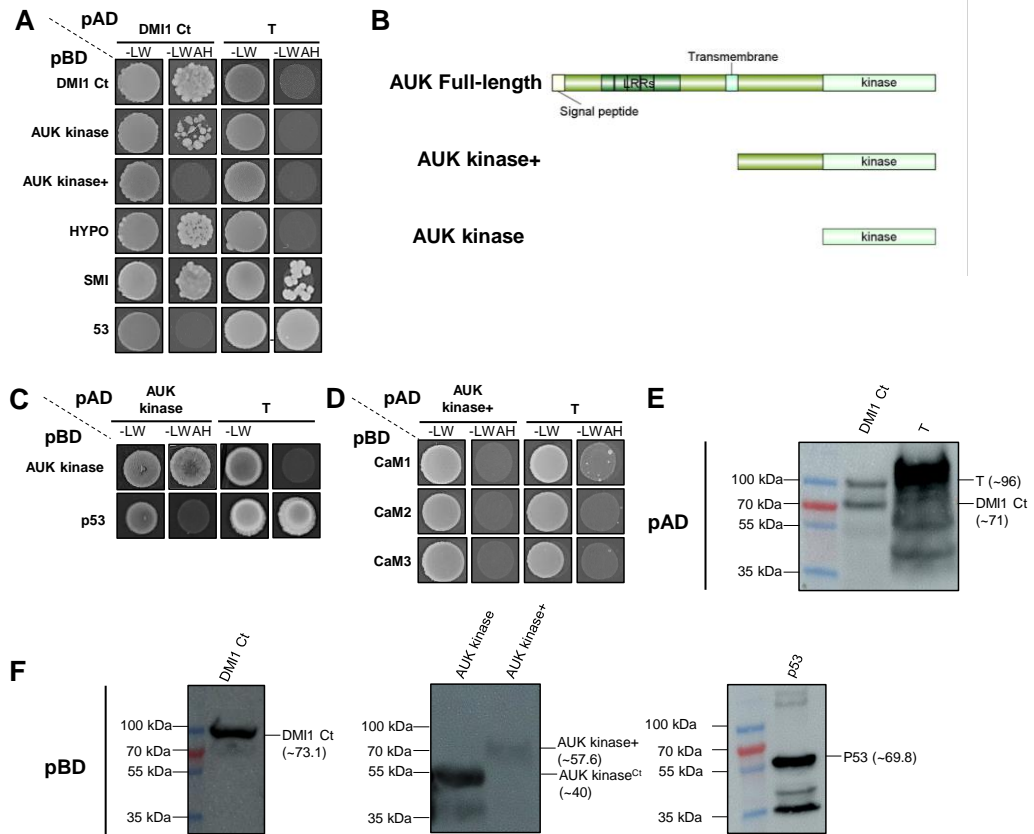 A
pAD
DMI1 Ct
T
pBD
-LW
-LWAH
-LW
-LWAH
DMI1 Ct
AUK kinase
AUK kinase+
HYPO
SMI
53
B
AUK Full-length
LRRs
Transmembrane
kinase
Signal peptide
AUK kinase+
kinase
AUK kinase
kinase
C
pAD
AUK
kinase
T
pBD
-LW
-LWAH
-LW
AUK kinase
p53
D
pAD
AUK
kinase+
T
pBD
-LW
-LWAH
-LW
-LWAH
CaM1
CaM2
CaM3
E
DMI1 Ct
T
pAD
100 kDa
70 kDa
55 kDa
35 kDa
T (~96)
DMI1 Ct
(~71)
F
pBD
DMI1 Ct
100 kDa
70 kDa
55 kDa
35 kDa
DMI1 Ct
(~73.1)
AUK kinase
AUK kinase+
100 kDa
70 kDa
55 kDa
35 kDa
AUK kinase+
(~57.6)
AUK kinaseᶜᵗ
(~40)
p53
100 kDa
70 kDa
55 kDa
35 kDa
P53 (~69.8)